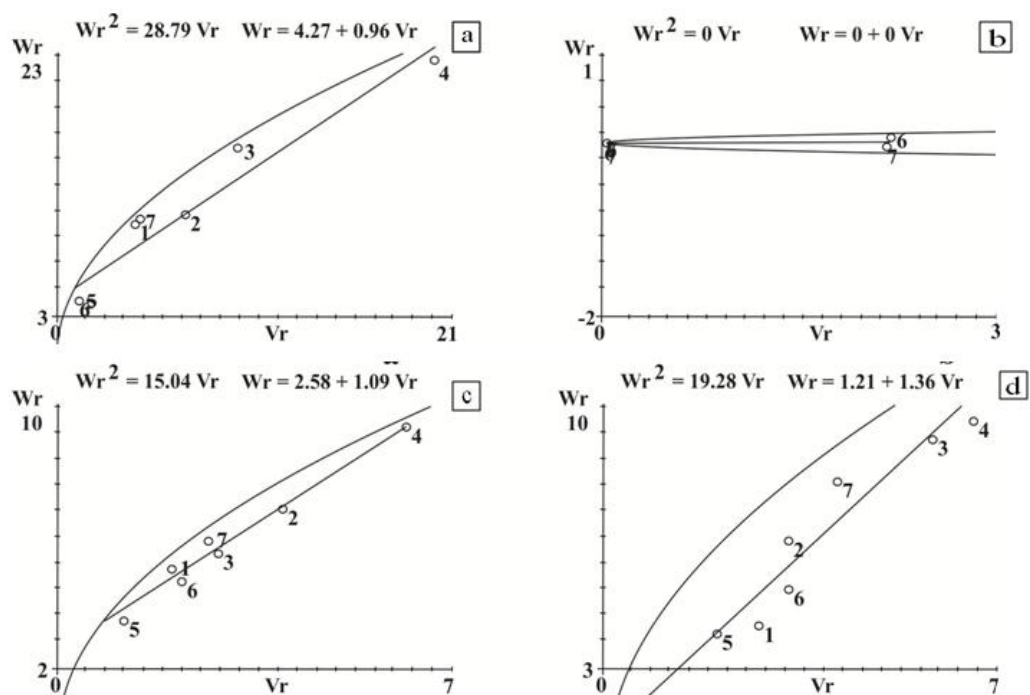 Wr² = 28.79 Vr Wr = 4.27 + 0.96 Vr
a
Wr
23
4
3
7
1
2
5
6
3
0
Vr
21
Wr² = 0 Vr Wr = 0 + 0 Vr
b
Wr
1
6
7
-2
0
Vr
3
Wr² = 15.04 Vr Wr = 2.58 + 1.09 Vr
c
Wr
10
4
2
7
3
1
6
5
2
0
Vr
7
Wr² = 19.28 Vr Wr = 1.21 + 1.36 Vr
d
Wr
10
4
3
7
2
6
1
5
3
0
Vr
7